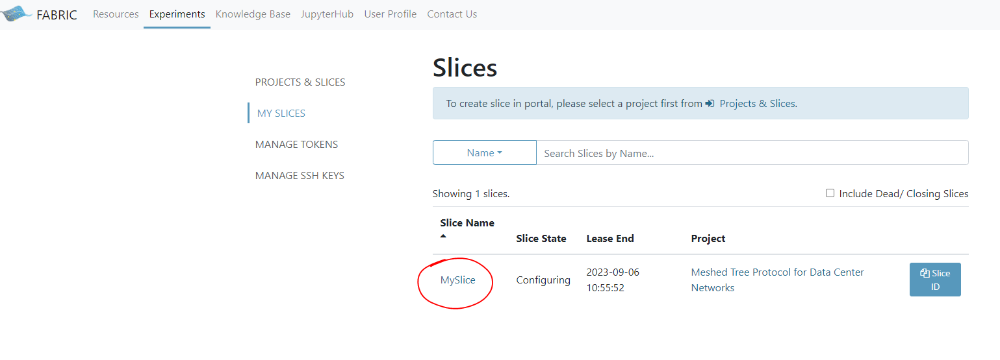 FABRIC Resources Experiments Knowledge Base JupyterHub User Profile Contact Us
PROJECTS & SLICES
MY SLICES
MANAGE TOKENS
MANAGE SSH KEYS
Slices
To create slice in portal, please select a project first from Projects & Slices.
Name Search Slices by Name...
Showing 1 slices. Include Dead/ Closing Slices
Slice Name
Slice State Lease End Project
MySlice Configuring 2023-09-06 Meshed Tree Protocol for Data Center Slice
10:55:52 Networks ID